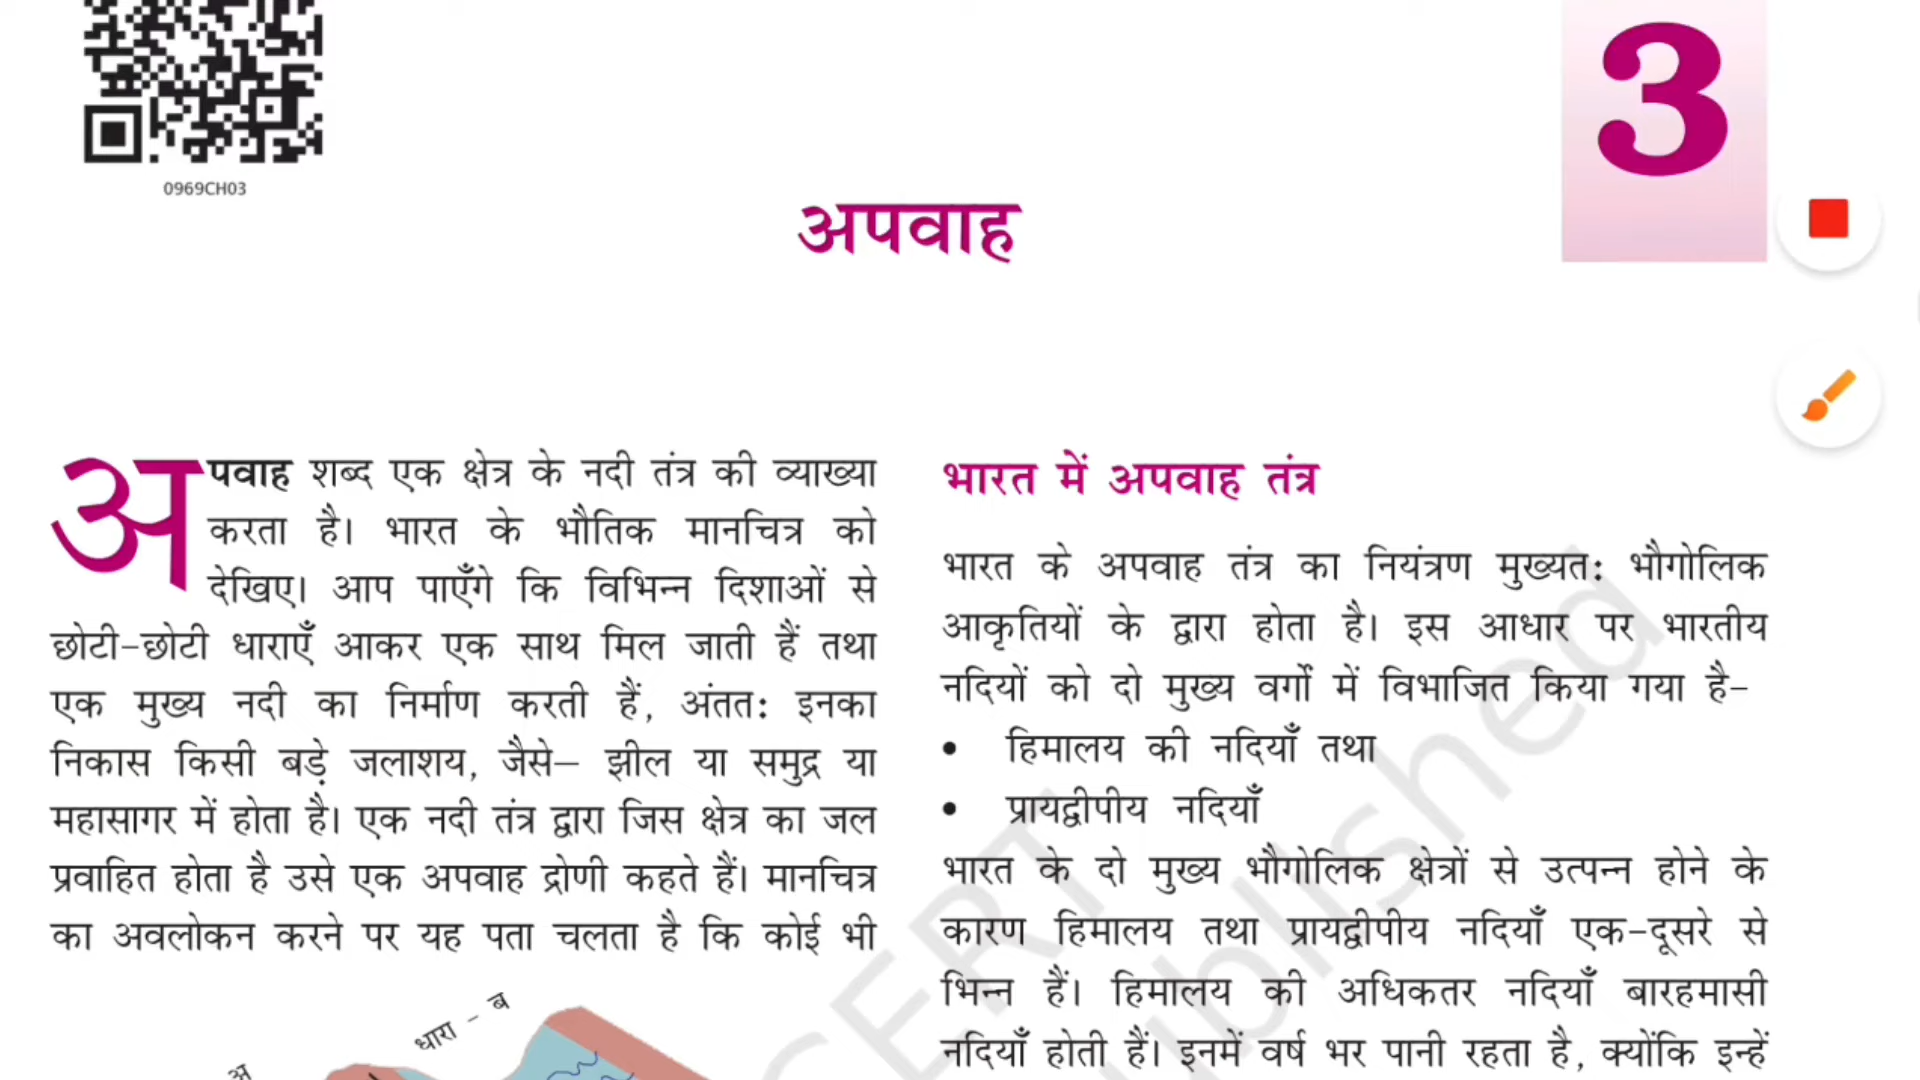 3
0969CH03
अपवाह
अपवाह शब्द एक क्षेत्र के नदी तंत्र की व्याख्या
करता है। भारत के भौतिक मानचित्र को
देखिए। आप पाएँगे कि विभिन्न दिशाओं से
छोटी-छोटी धाराएँ आकर एक साथ मिल जाती हैं तथा
एक मुख्य नदी का निर्माण करती हैं, अंतत: इनका
निकास किसी बड़े जलाशय, जैसे– झील या समुद्र या
महासागर में होता है। एक नदी तंत्र द्वारा जिस क्षेत्र का जल
प्रवाहित होता है उसे एक अपवाह द्रोणी कहते हैं। मानचित्र
का अवलोकन करने पर यह पता चलता है कि कोई भी
धारा - ब
अ
भारत में अपवाह तंत्र
भारत के अपवाह तंत्र का नियंत्रण मुख्यत: भौगोलिक
आकृतियों के द्वारा होता है। इस आधार पर भारतीय
नदियों को दो मुख्य वर्गों में विभाजित किया गया है–
• हिमालय की नदियाँ तथा
• प्रायद्वीपीय नदियाँ
भारत के दो मुख्य भौगोलिक क्षेत्रों से उत्पन्न होने के
कारण हिमालय तथा प्रायद्वीपीय नदियाँ एक-दूसरे से
भिन्न हैं। हिमालय की अधिकतर नदियाँ बारहमासी
नदियाँ होती हैं। इनमें वर्ष भर पानी रहता है, क्योंकि इन्हें